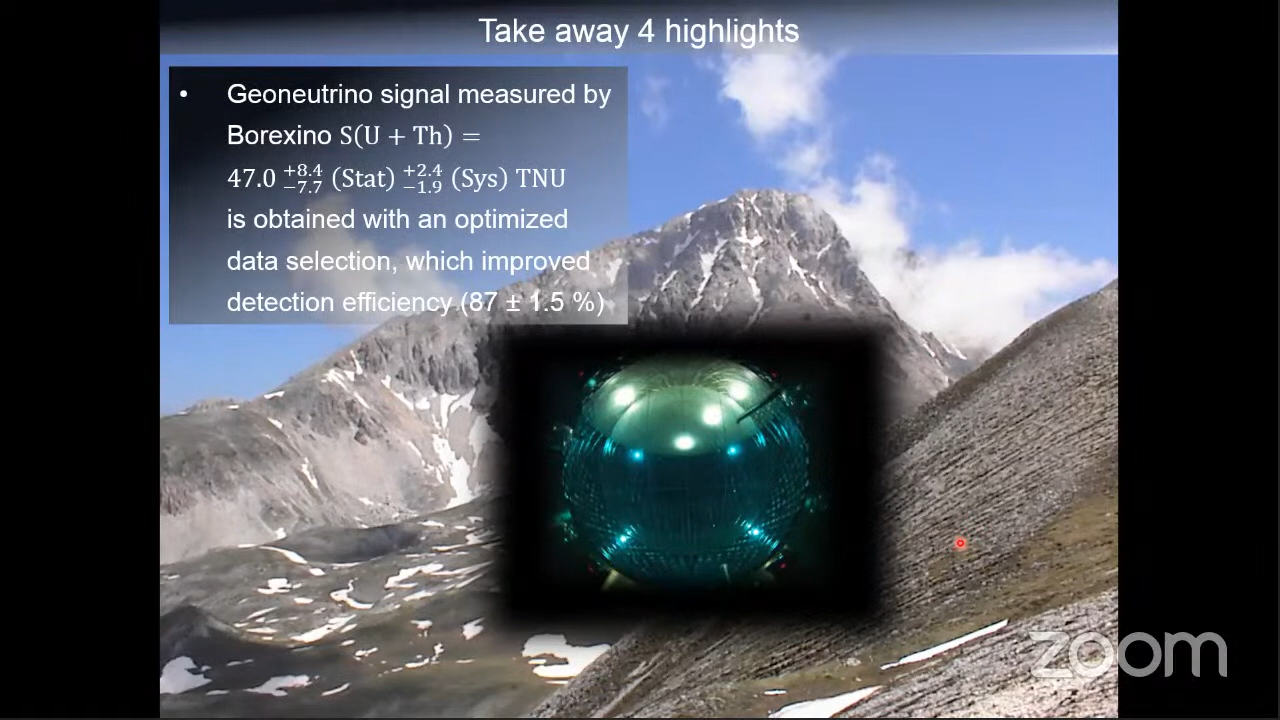 Take away 4 highlights
• Geoneutrino signal measured by
Borexino S(U + Th) =
47.0 +8.4 −7.7 (Stat) +2.4 −1.9 (Sys) TNU
is obtained with an optimized
data selection, which improved
detection efficiency (87 ± 1.5 %)
zoom